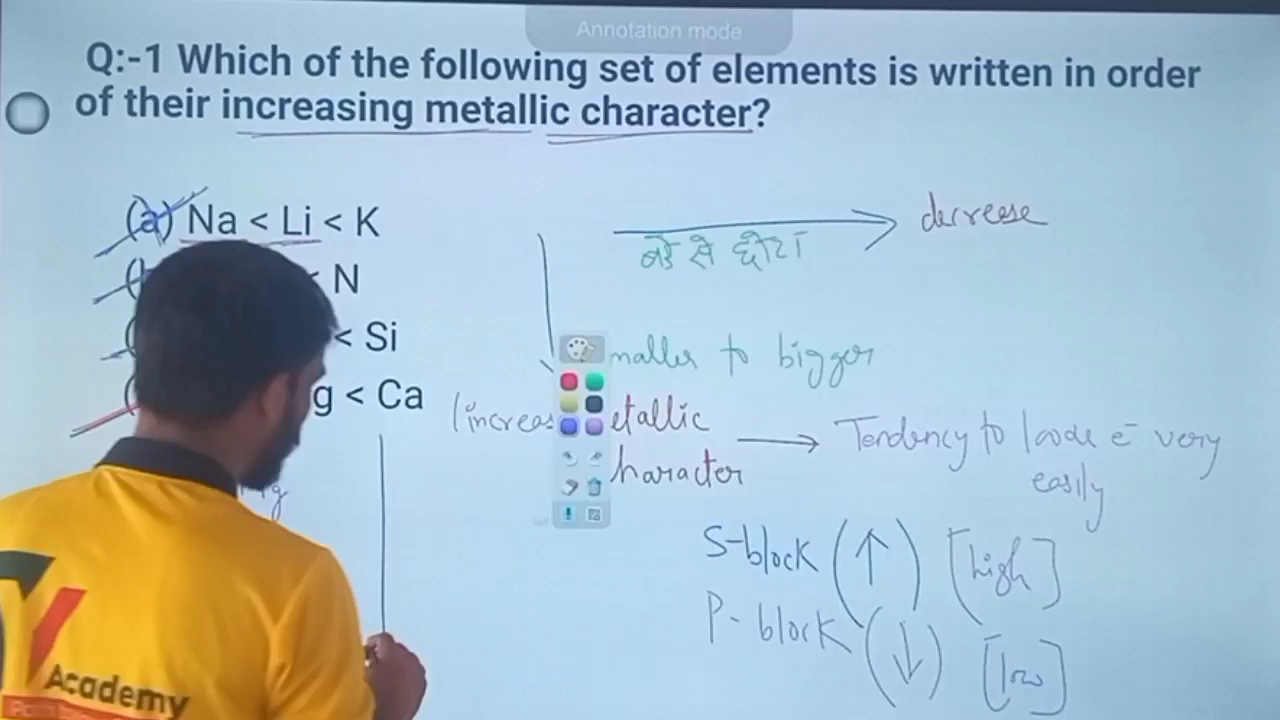 Annotation mode
Q:-1 Which of the following set of elements is written in order
of their increasing metallic character?
(a) Na < Li < K
< N
< Si
g < Ca
decrease
बड़े से छोटा
maller to bigger
(increas
etallic
haracter
Tendency to loose e⁻ very
easily
S-block (↑) [high]
P-block (↓) [low]
Academy